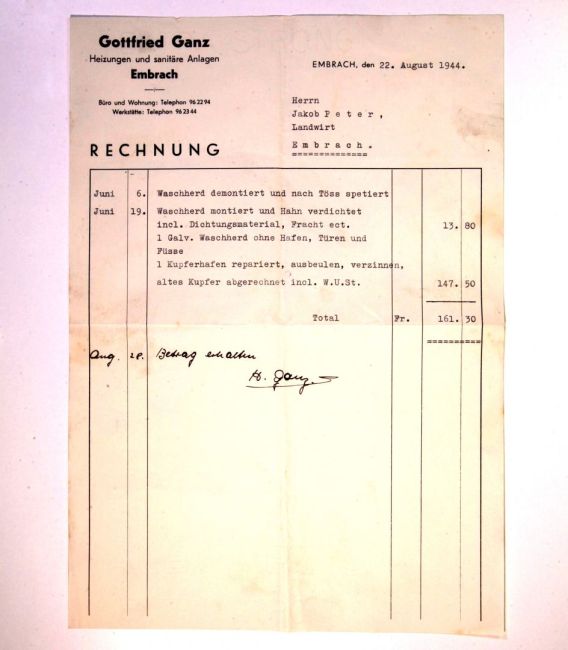 Gottfried Ganz
Heizungen und sanitäre Anlagen
Embrach
Büro und Wohnung: Telephon 96 22 94
Werkstätte: Telephon 96 23 44
EMBRACH, den 22. August 1944.
Herrn
Jakob Peter,
Landwirt
Embrach.
RECHNUNG
Juni 6. Waschherd demontiert und nach Töss spetiert
Juni 19. Waschherd montiert und Hahn verdichtet
incl. Dichtungsmaterial, Fracht ect. 13. 80
1 Galv. Waschherd ohne Hafen, Türen und
Füsse
1 Kupferhafen repariert, ausbeulen, verzinnen,
altes Kupfer abgerechnet incl. W.U.St. 147. 50
Total Fr. 161. 30
Aug. 28. Betrag erhalten
Ganz